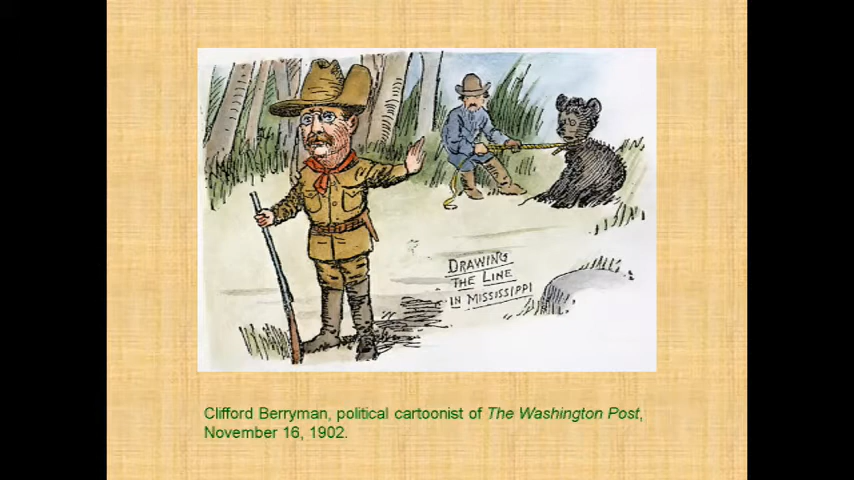 DRAWING
THE LINE
IN MISSISSIPPI
Clifford Berryman, political cartoonist of The Washington Post,
November 16, 1902.